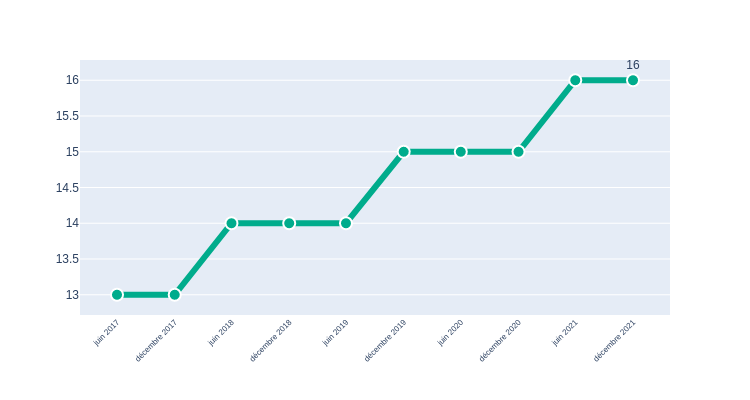 16
16
15.5
15
14.5
14
13.5
13
juin 2017
décembre 2017
juin 2018
décembre 2018
juin 2019
décembre 2019
juin 2020
décembre 2020
juin 2021
décembre 2021